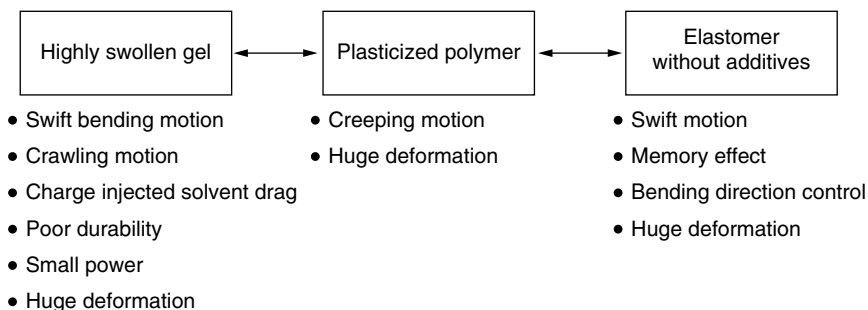 Highly swollen gel
Plasticized polymer
Elastomer
without additives
• Swift bending motion
• Crawling motion
• Charge injected solvent drag
• Poor durability
• Small power
• Huge deformation
• Creeping motion
• Huge deformation
• Swift motion
• Memory effect
• Bending direction control
• Huge deformation